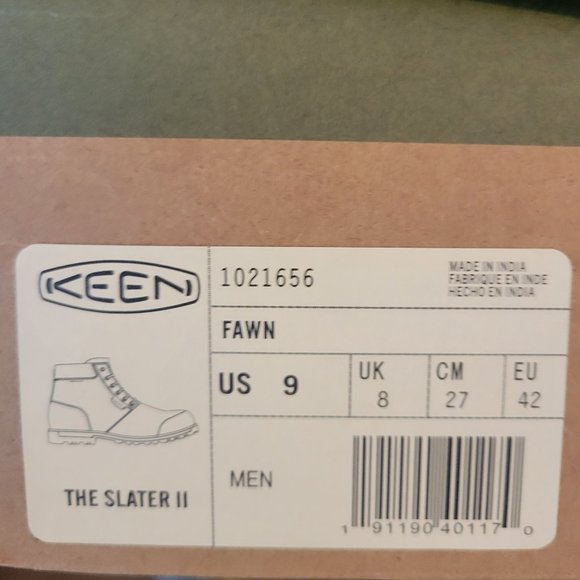 KEEN
THE SLATER II
1021656
MADE IN INDIA
FABRIQUE EN INDE
HECHO EN INDIA
FAWN
US 9
UK 8
CM 27
EU 42
MEN
1 91190 40117 0